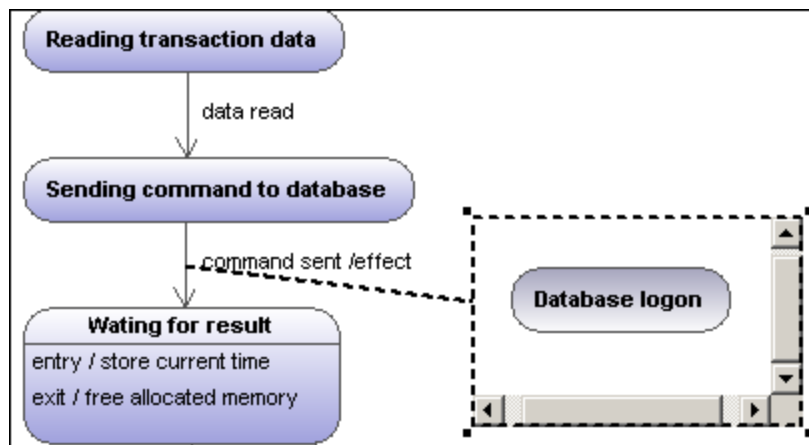 Reading transaction data
data read
Sending command to database
command sent /effect
Database logon
Wating for result
entry / store current time
exit / free allocated memory